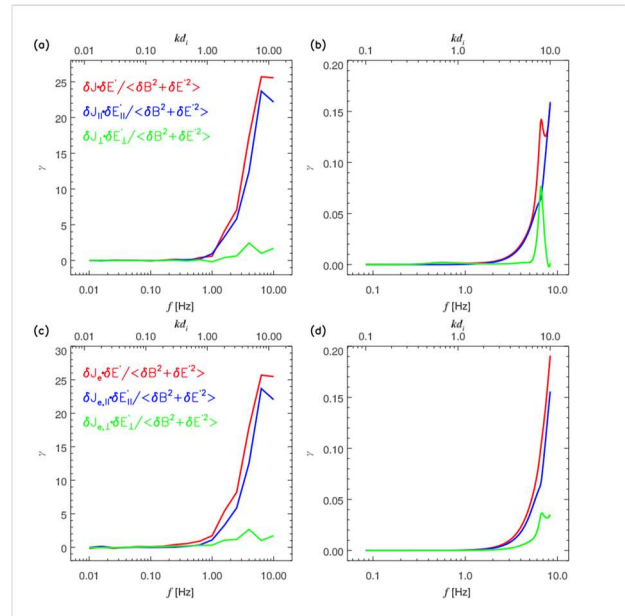 kd_i
kd_i
(a)
0.01 0.10 1.00 10.00
(b)
0.1 1.0 10.0
25
20
15
10
5
0
γ
δJ·δE'/<δB²+δE'²>
δJ_||·δE'_||/<δB²+δE'²>
δJ_⊥·δE'_⊥/<δB²+δE'²>
0.20
0.15
0.10
0.05
0.00
γ
0.01 0.10 1.00 10.00
f [Hz]
0.1 1.0 10.0
f [Hz]
kd_i
kd_i
(c)
0.01 0.10 1.00 10.00
(d)
0.1 1.0 10.0
30
25
20
15
10
5
0
γ
δJ_e·δE'/<δB²+δE'²>
δJ_e,||·δE'_||/<δB²+δE'²>
δJ_e,⊥·δE'_⊥/<δB²+δE'²>
0.20
0.15
0.10
0.05
0.00
γ
0.01 0.10 1.00 10.00
f [Hz]
0.1 1.0 10.0
f [Hz]